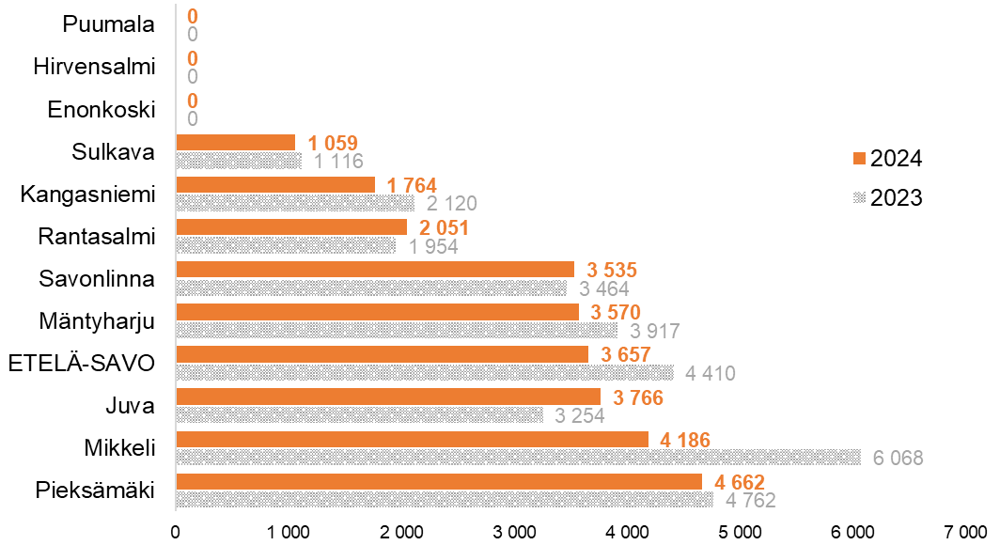 Puumala
0
0
Hirvensalmi
0
0
Enonkoski
0
0
Sulkava
1 059
1 116
Kangasniemi
1 764
2 120
Rantasalmi
2 051
1 954
Savonlinna
3 535
3 464
Mäntyharju
3 570
3 917
ETELÄ-SAVO
3 657
4 410
Juva
3 766
3 254
Mikkeli
4 186
6 068
Pieksämäki
4 662
4 762
0 1 000 2 000 3 000 4 000 5 000 6 000 7 000
2024
2023